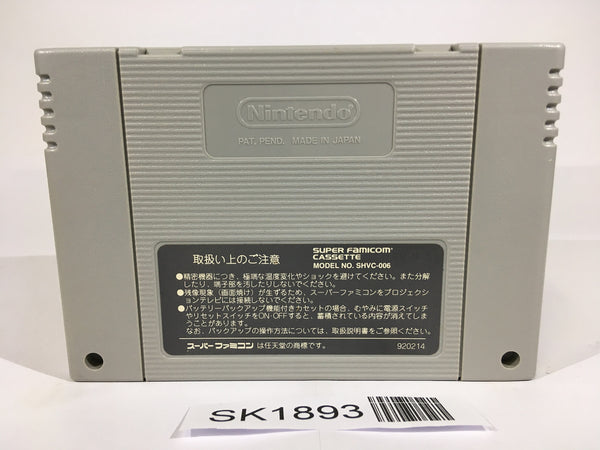 Nintendo
PAT. PEND. MADE IN JAPAN
取扱い上のご注意
SUPER FAMICOM
CASSETTE
MODEL NO. SHVC-006
●精密機器につき、極端な温度変化やショックを避けてください。また分解
したり、端子部を汚したりしないでください。
●残像現象（画面焼け）が生ずるため、スーパーファミコンをプロジェク
ションテレビには接続しないでください。
●バッテリーバックアップ機能付きカセットの場合、むやみに電源スイッチ
やリセットスイッチをON・OFFすると、蓄積されている内容が消えてしま
うことがあります。
なお、バックアップの操作方法については、取扱説明書をご参照ください。
スーパーファミコンは任天堂の商標です。
920214
SK1893